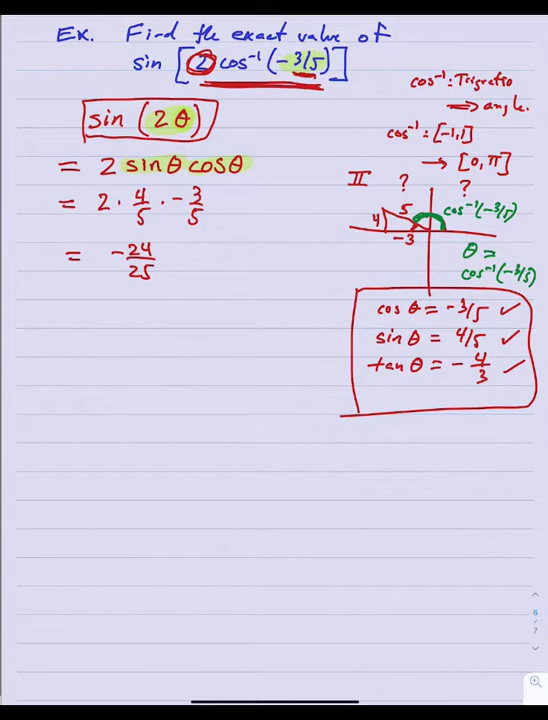 Ex. Find the exact value of
sin [2 cos⁻¹(-3/5)]
cos⁻¹: Trig ratio
⟹ angle.
cos⁻¹: [-1,1]
→ [0, π]
sin (2θ)
= 2 sinθ cosθ
= 2 · 4/5 · -3/5
= -24/25
II ? ?
5 cos⁻¹(-3/5)
4
-3
θ =
cos⁻¹(-3/5)
cos θ = -3/5 ✓
sin θ = 4/5 ✓
tan θ = - 4/3 ✓
6
7